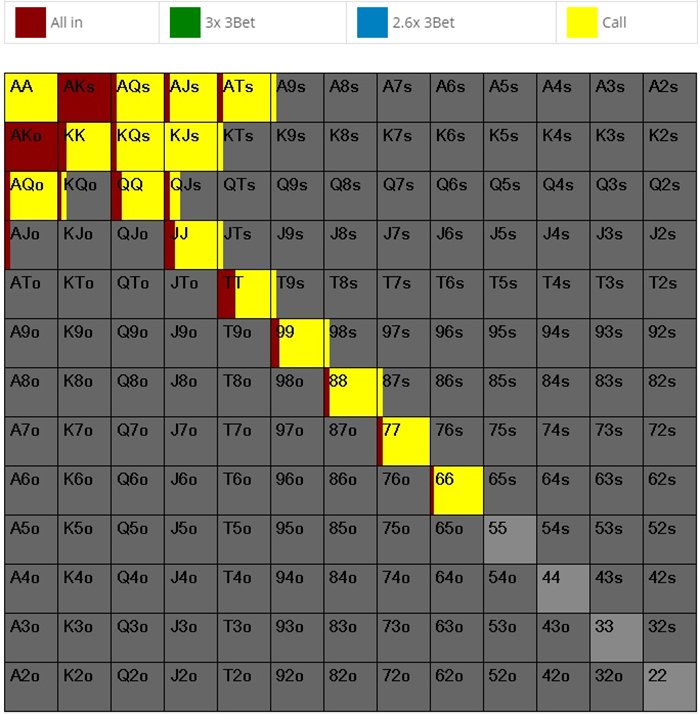 All in 3x 3Bet 2.6x 3Bet Call
AA AKs AQs AJs ATs A9s A8s A7s A6s A5s A4s A3s A2s
AKo KK KQs KJs KTs K9s K8s K7s K6s K5s K4s K3s K2s
AQo KQo QQ QJs QTs Q9s Q8s Q7s Q6s Q5s Q4s Q3s Q2s
AJo KJo QJo JJ JTs J9s J8s J7s J6s J5s J4s J3s J2s
ATo KTo QTo JTo TT T9s T8s T7s T6s T5s T4s T3s T2s
A9o K9o Q9o J9o T9o 99 98s 97s 96s 95s 94s 93s 92s
A8o K8o Q8o J8o T8o 98o 88 87s 86s 85s 84s 83s 82s
A7o K7o Q7o J7o T7o 97o 87o 77 76s 75s 74s 73s 72s
A6o K6o Q6o J6o T6o 96o 86o 76o 66 65s 64s 63s 62s
A5o K5o Q5o J5o T5o 95o 85o 75o 65o 55 54s 53s 52s
A4o K4o Q4o J4o T4o 94o 84o 74o 64o 54o 44 43s 42s
A3o K3o Q3o J3o T3o 93o 83o 73o 63o 53o 43o 33 32s
A2o K2o Q2o J2o T2o 92o 82o 72o 62o 52o 42o 32o 22